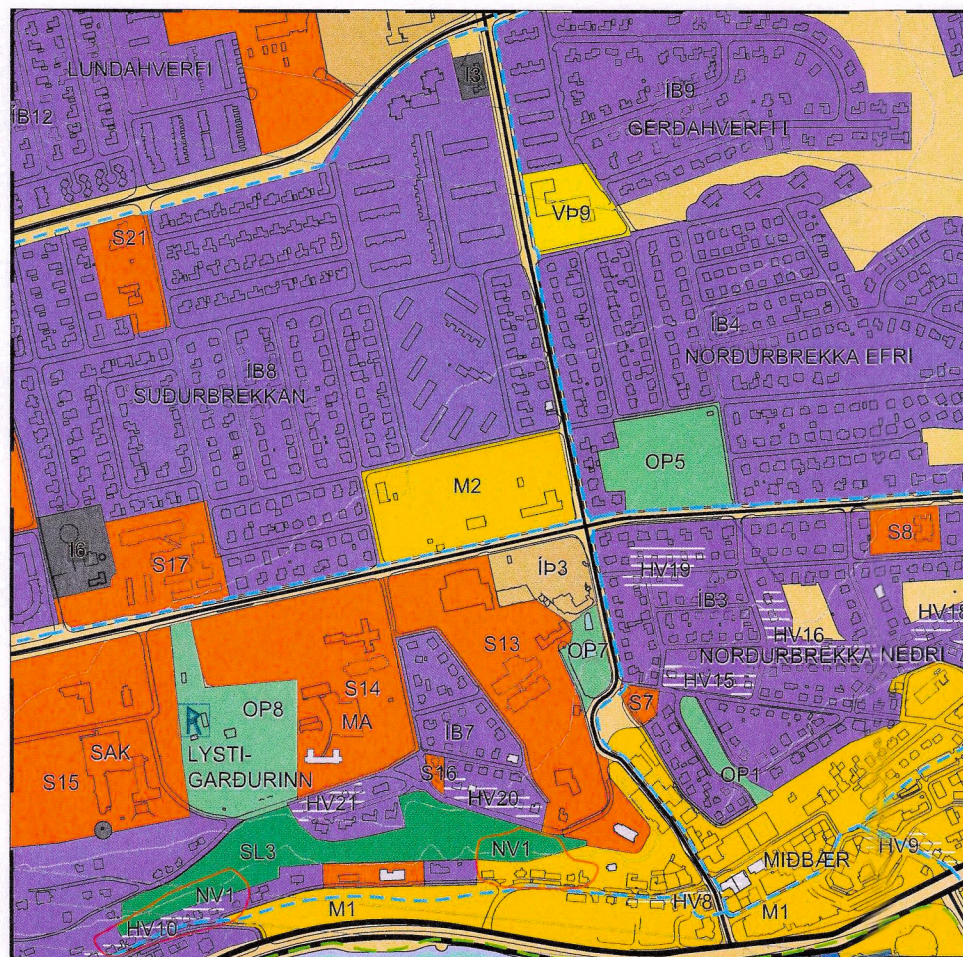 LUNDAHVERFI
I3
ÍB9
ÍB12
GERÐAHVERFI I
VÞ9
S21
ÍB4
NORÐURBREKKA EFRI
ÍB8
SUÐURBREKKAN
OP5
M2
I6
S17
S8
ÍÞ3
HV19
ÍB3
HV18
HV16
S13
OP7
NORÐURBREKKA NEÐRI
HV15
S14
MA
OP8
S7
ÍB7
LYSTI-
GARÐURINN
SAK
S15
S16
OP1
HV21
HV20
SL3
NV1
HV9
MIÐBÆR
NV1
M1
HV8
M1
HV10